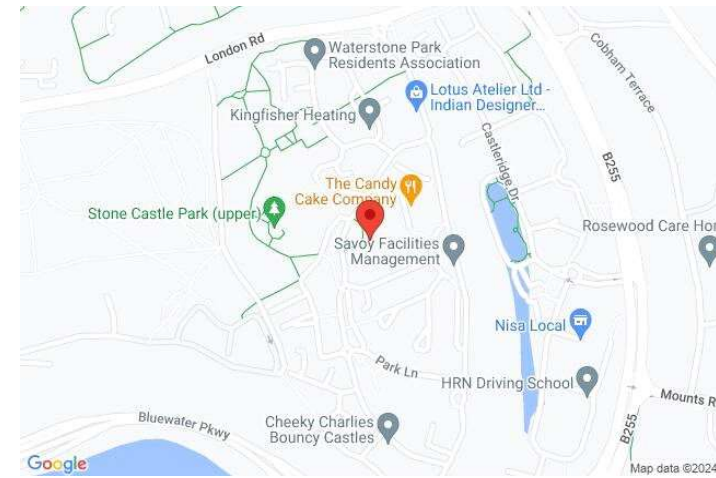 London Rd
Waterstone Park
Residents Association
Cobham Terrace
Lotus Atelier Ltd -
Indian Designer...
Kingfisher Heating
Castleridge Dr
B255
The Candy
Cake Company
Stone Castle Park (upper)
Rosewood Care Hor
Savoy Facilities
Management
Nisa Local
Park Ln
HRN Driving School
Mounts R
Bluewater Pkwy
Cheeky Charlies
Bouncy Castles
B255
Google
Map data ©2024